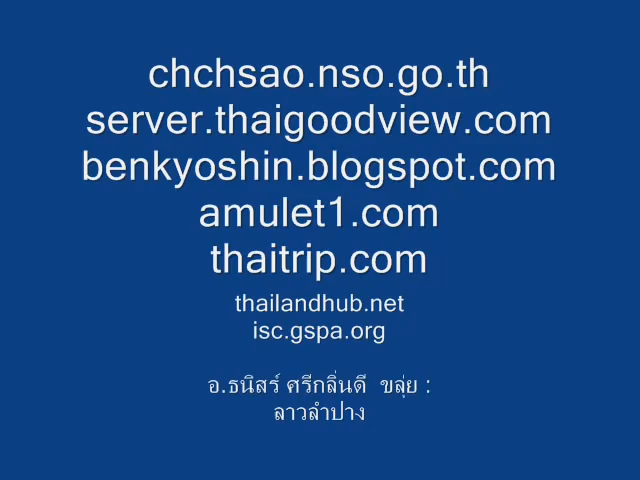 chchsao.nso.go.th
server.thaigoodview.com
benkyoshin.blogspot.com
amulet1.com
thaitrip.com
thailandhub.net
isc.gspa.org
อ.ธนิสร์ ศรีกลิ่นดี ขลุ่ย :
ลาวลำปาง